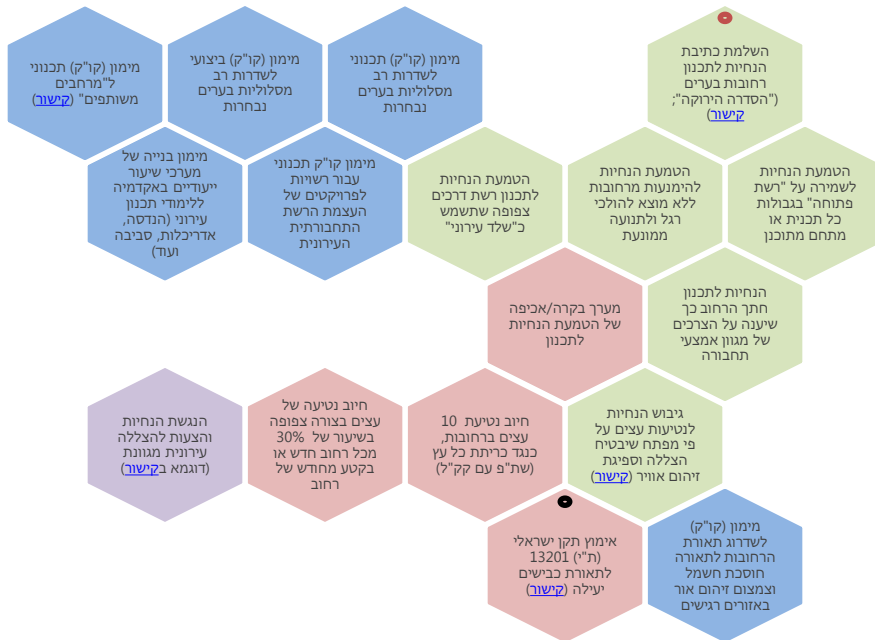 השלמת כתיבת
הנחיות לתכנון
רחובות בערים
("הסדרה הירוקה";
קישור)
מימון (קו"ק) תכנוני
לשדרות רב
מסלוליות בערים
נבחרות
מימון (קו"ק) ביצועי
לשדרות רב
מסלוליות בערים
נבחרות
מימון (קו"ק) תכנוני
ל"מרחבים
משותפים" (קישור)
הטמעת הנחיות
לשמירה על "רשת
פתוחה" בגבולות
כל תכנית או
מתחם מתוכנן
הטמעת הנחיות
להימנעות מרחובות
ללא מוצא להולכי
רגל ולתנועה
ממונעת
הטמעת הנחיות
לתכנון רשת דרכים
צפופה שתשמש
כ"שלד עירוני"
מימון קו"ק תכנוני
עבור רשויות
לפרויקטים של
העצמת הרשת
התחבורתית
העירונית
מימון בנייה של
מערכי שיעור
ייעודיים באקדמיה
ללימודי תכנון
עירוני (הנדסה,
אדריכלות, סביבה
ועוד)
הנחיות לתכנון
חתך הרחוב כך
שיענה על הצרכים
של מגוון אמצעי
תחבורה
מערך בקרה/אכיפה
של הטמעת הנחיות
לתכנון
גיבוש הנחיות
לנטיעות עצים על
פי מפתח שיבטיח
הצללה וספיגת
זיהום אוויר (קישור)
חיוב נטיעת 10
עצים ברחובות,
כנגד כריתת כל עץ
(שת"פ עם קק"ל)
חיוב נטיעה של
עצים בצורה צפופה
בשיעור של 30%
מכל רחוב חדש או
בקטע מחודש של
רחוב
הנגשת הנחיות
והצעות להצללה
עירונית מגוונת
(דוגמא בקישור)
מימון (קו"ק)
לשדרוג תאורת
הרחובות לתאורה
חוסכת חשמל
וצמצום זיהום אור
באזורים רגישים
אימוץ תקן ישראלי
(ת"י) 13201
לתאורת כבישים
יעילה (קישור)